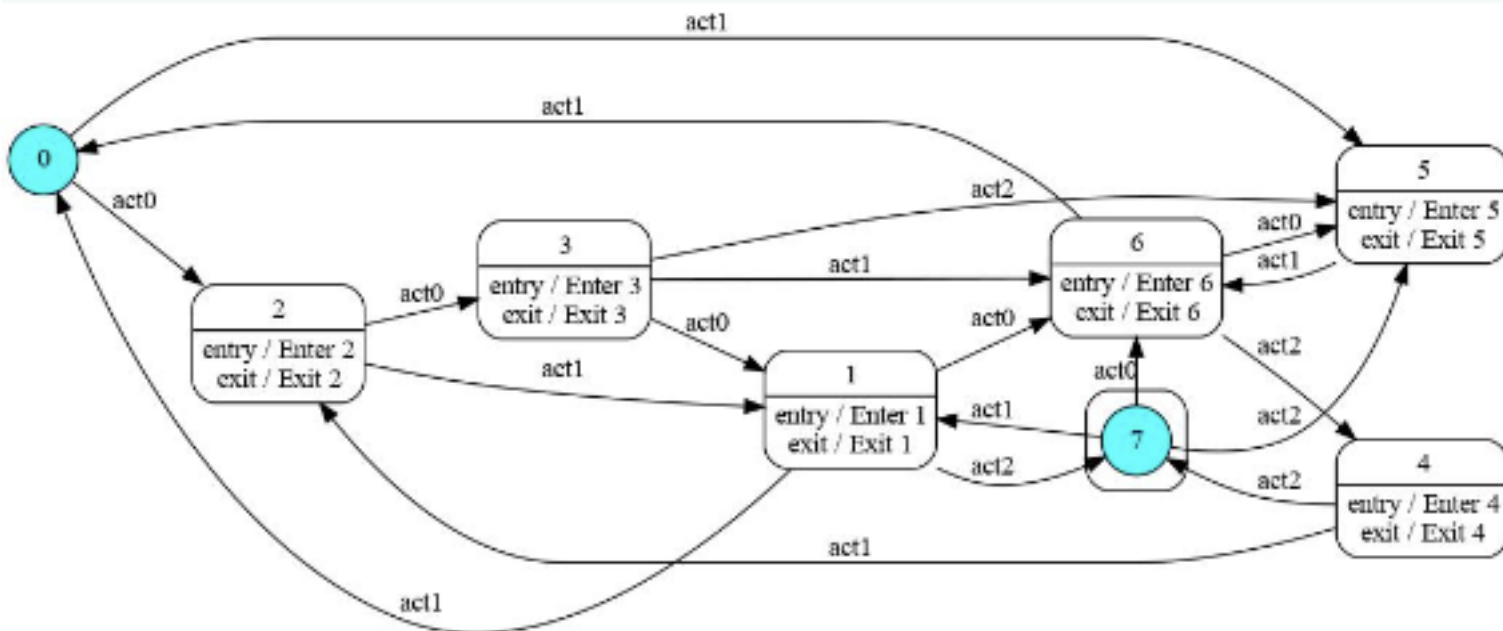 act1
act1
0
act0
act2
5
entry / Enter 5
exit / Exit 5
3
entry / Enter 3
exit / Exit 3
act1
6
entry / Enter 6
exit / Exit 6
act0
act1
2
entry / Enter 2
exit / Exit 2
act0
act0
act0
act1
1
entry / Enter 1
exit / Exit 1
act0
act2
act1
7
act2
act2
act2
4
entry / Enter 4
exit / Exit 4
act1
act1